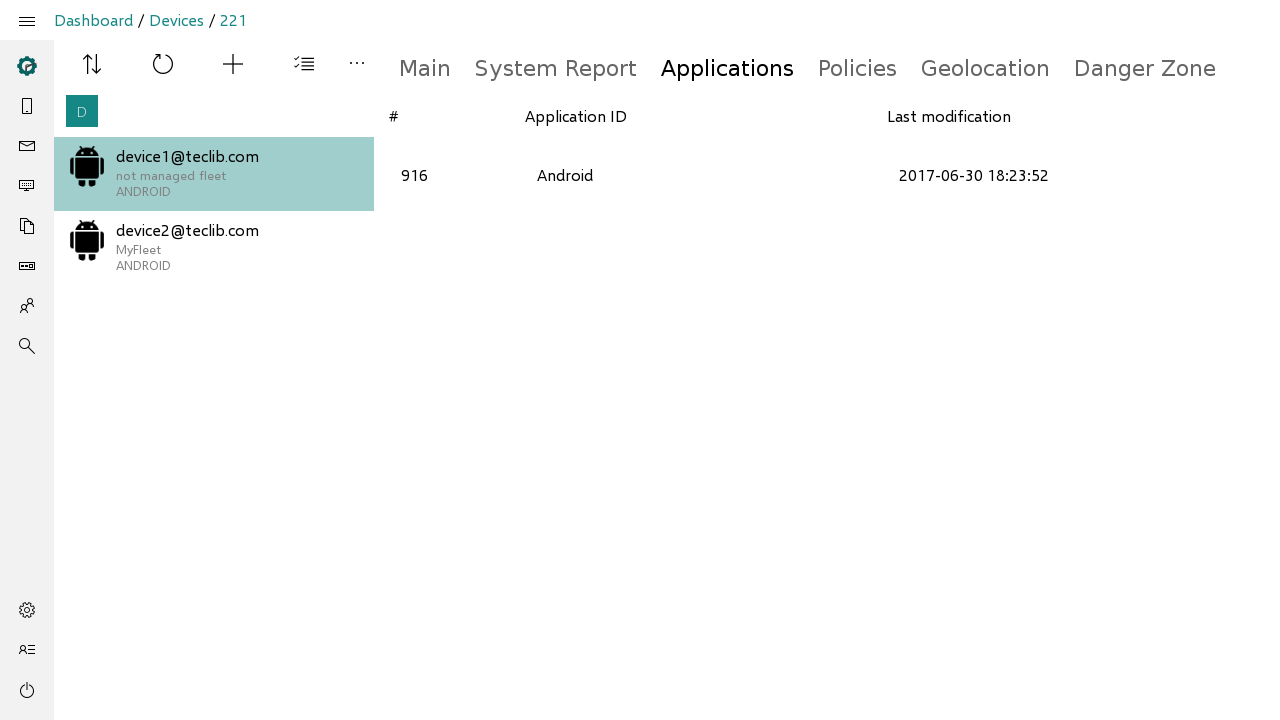 Dashboard / Devices / 221
Main System Report Applications Policies Geolocation Danger Zone
D
device1@teclib.com
not managed fleet
ANDROID
device2@teclib.com
MyFleet
ANDROID
# Application ID Last modification
916 Android 2017-06-30 18:23:52